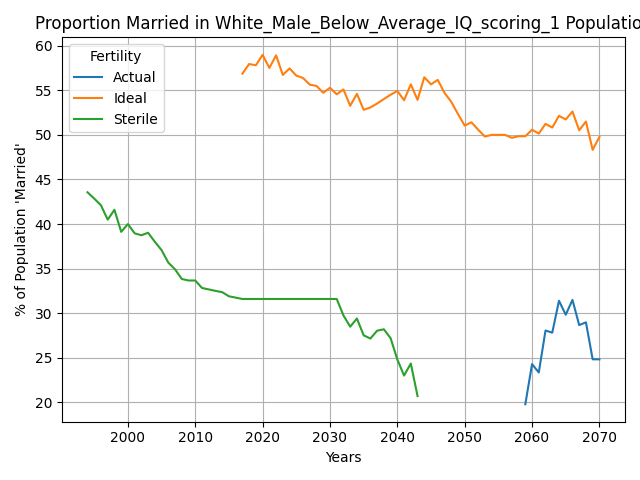 Proportion Married in White_Male_Below_Average_IQ_scoring_1 Populatio
Fertility
Actual
Ideal
Sterile
60
55
50
45
40
35
30
25
20
% of Population 'Married'
2000 2010 2020 2030 2040 2050 2060 2070
Years